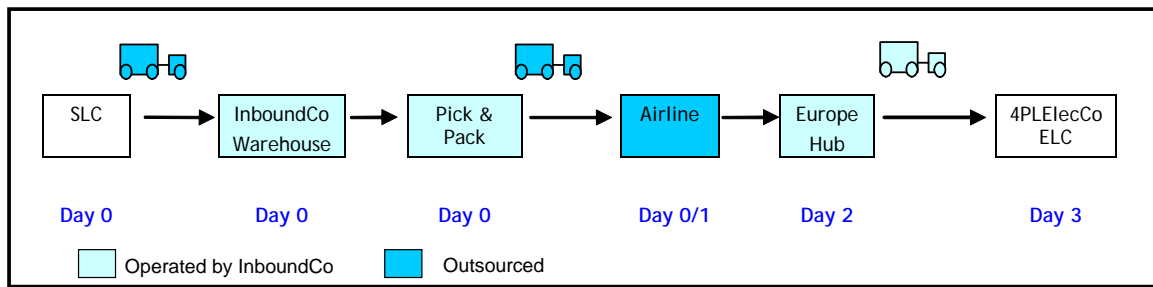 SLC
InboundCo
Warehouse
Pick &
Pack
Airline
Europe
Hub
4PLElecCo
ELC
Day 0
Day 0
Day 0
Day 0/1
Day 2
Day 3
Operated by InboundCo
Outsourced